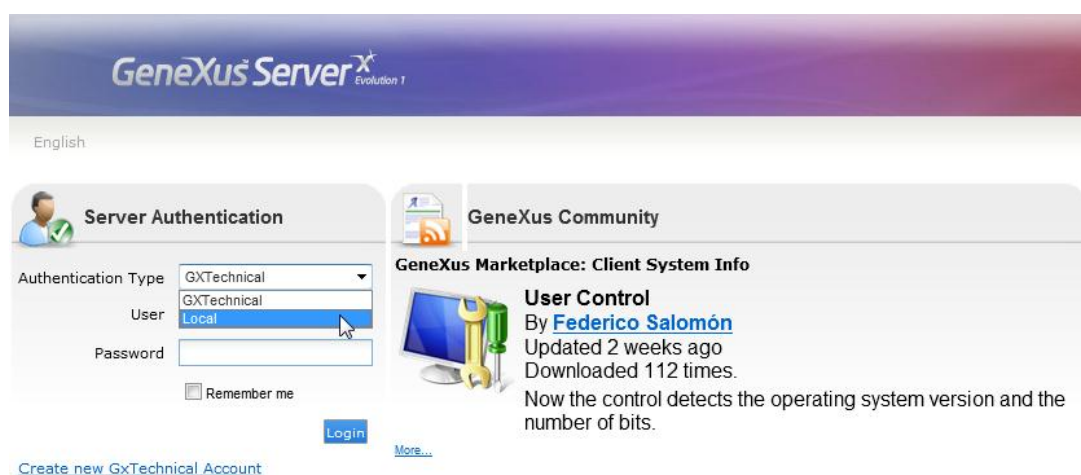 GeneXus Server X
Evolution 1
English
Server Authentication
Authentication Type GXTechnical
GXTechnical
User Local
Password
Remember me
Login
Create new GxTechnical Account
GeneXus Community
GeneXus Marketplace: Client System Info
User Control
By Federico Salomón
Updated 2 weeks ago
Downloaded 112 times.
Now the control detects the operating system version and the
number of bits.
More...